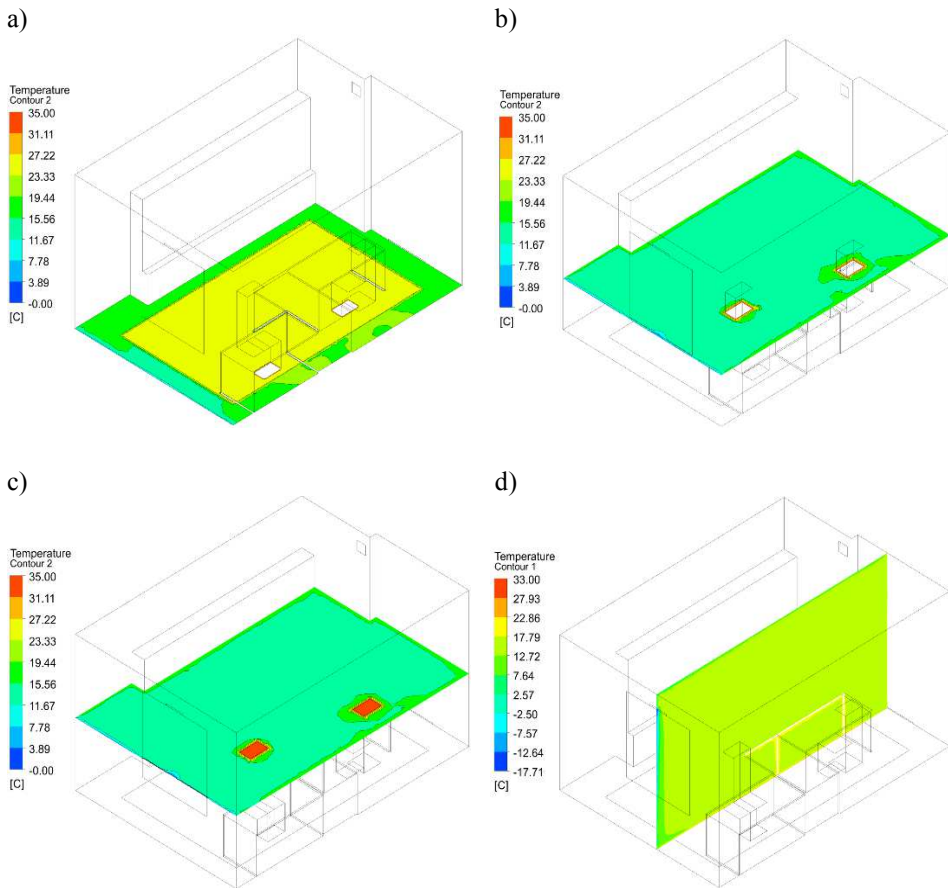 a)
Temperature
Contour 2
35.00
31.11
27.22
23.33
19.44
15.56
11.67
7.78
3.89
-0.00
[C]
b)
Temperature
Contour 2
35.00
31.11
27.22
23.33
19.44
15.56
11.67
7.78
3.89
-0.00
[C]
c)
Temperature
Contour 2
35.00
31.11
27.22
23.33
19.44
15.56
11.67
7.78
3.89
-0.00
[C]
d)
Temperature
Contour 1
33.00
27.93
22.86
17.79
12.72
7.64
2.57
-2.50
-7.57
-12.64
-17.71
[C]